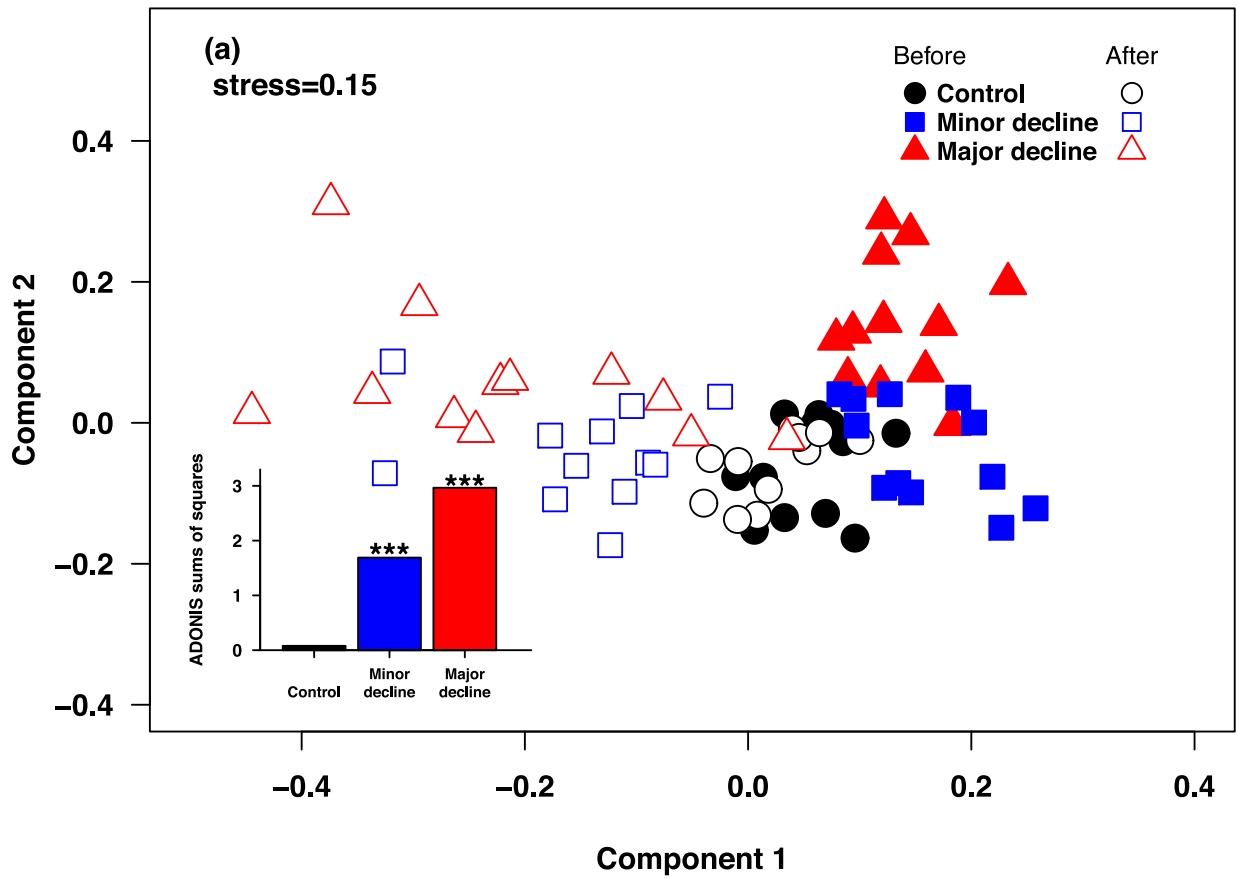 (a)
stress=0.15
Before After
Control
Minor decline
Major decline
Component 2
0.4
0.2
0.0
−0.2
−0.4
ADONIS sums of squares
3
2
1
0
***
***
Control
Minor
decline
Major
decline
−0.4 −0.2 0.0 0.2 0.4
Component 1